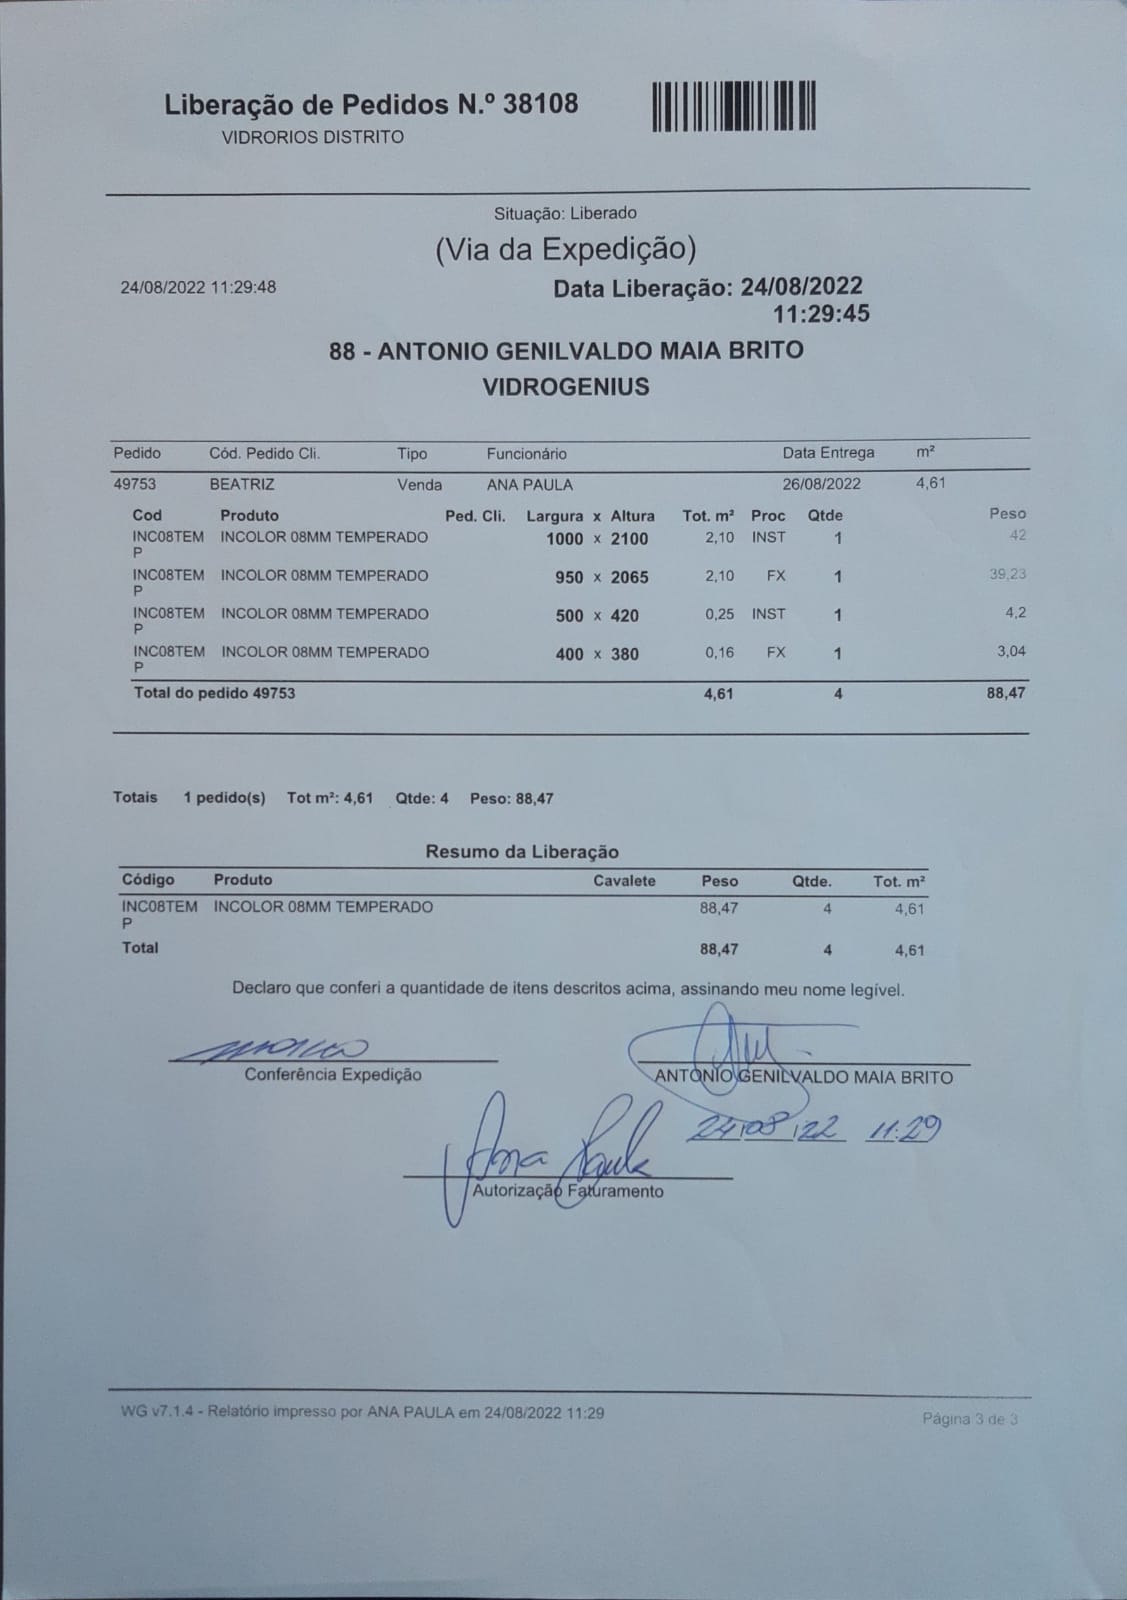 Liberação de Pedidos N.º 38108
VIDRORIOS DISTRITO
Situação: Liberado
(Via da Expedição)
24/08/2022 11:29:48 Data Liberação: 24/08/2022
11:29:45
88 - ANTONIO GENILVALDO MAIA BRITO
VIDROGENIUS
Pedido Cód. Pedido Cli. Tipo Funcionário Data Entrega m²
49753 BEATRIZ Venda ANA PAULA 26/08/2022 4,61
Cod Produto Ped. Cli. Largura x Altura Tot. m² Proc Qtde Peso
INC08TEM INCOLOR 08MM TEMPERADO 1000 x 2100 2,10 INST 1 42
P
INC08TEM INCOLOR 08MM TEMPERADO 950 x 2065 2,10 FX 1 39,23
P
INC08TEM INCOLOR 08MM TEMPERADO 500 x 420 0,25 INST 1 4,2
P
INC08TEM INCOLOR 08MM TEMPERADO 400 x 380 0,16 FX 1 3,04
P
Total do pedido 49753 4,61 4 88,47
Totais 1 pedido(s) Tot m²: 4,61 Qtde: 4 Peso: 88,47
Resumo da Liberação
Código Produto Cavalete Peso Qtde. Tot. m²
INC08TEM INCOLOR 08MM TEMPERADO 88,47 4 4,61
P
Total 88,47 4 4,61
Declaro que conferi a quantidade de itens descritos acima, assinando meu nome legível.
Conferência Expedição ANTONIO GENILVALDO MAIA BRITO
24/08/22 11:29
Ana Paula
Autorização Faturamento
WG v7.1.4 - Relatório impresso por ANA PAULA em 24/08/2022 11:29
Página 3 de 3